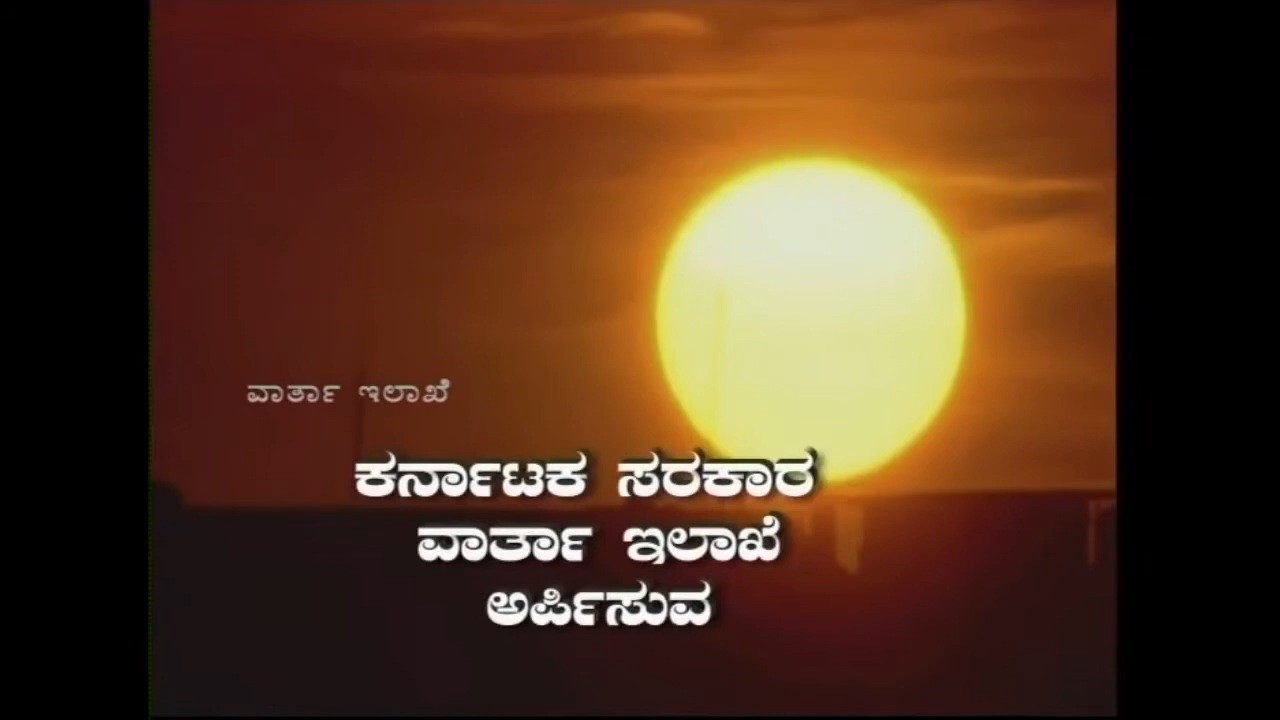 ವಾರ್ತಾ ಇಲಾಖೆ
ಕರ್ನಾಟಕ ಸರಕಾರ
ವಾರ್ತಾ ಇಲಾಖೆ
ಅರ್ಪಿಸುವ